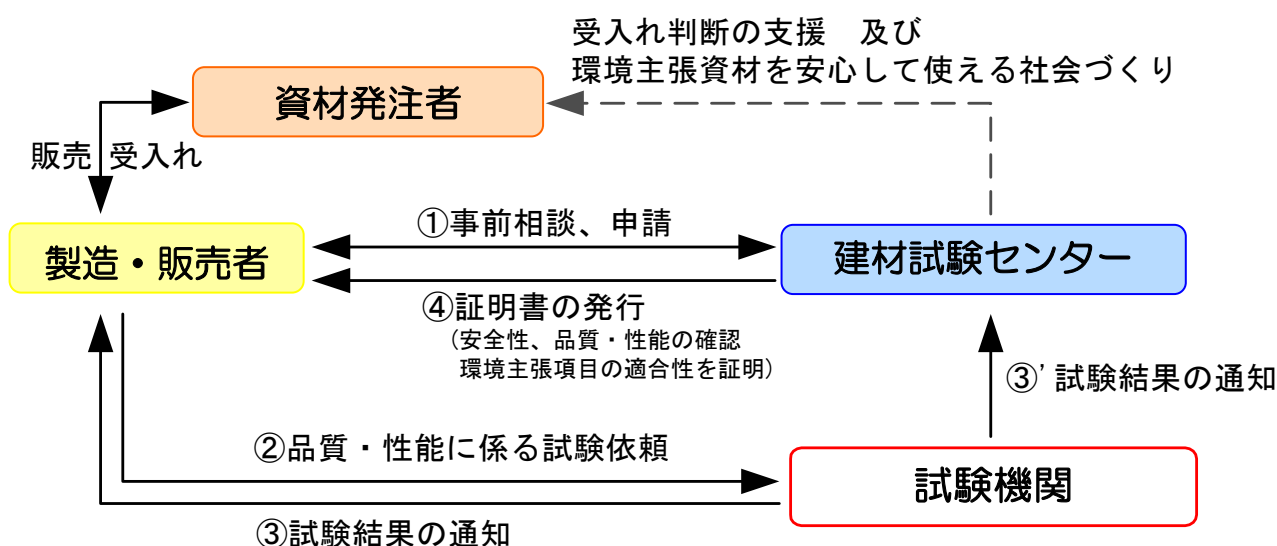 受入れ判断の支援　及び
環境主張資材を安心して使える社会づくり
資材発注者
販売 受入れ
①事前相談、申請
製造・販売者
建材試験センター
④証明書の発行
(安全性、品質・性能の確認
環境主張項目の適合性を証明)
③' 試験結果の通知
②品質・性能に係る試験依頼
試験機関
③試験結果の通知